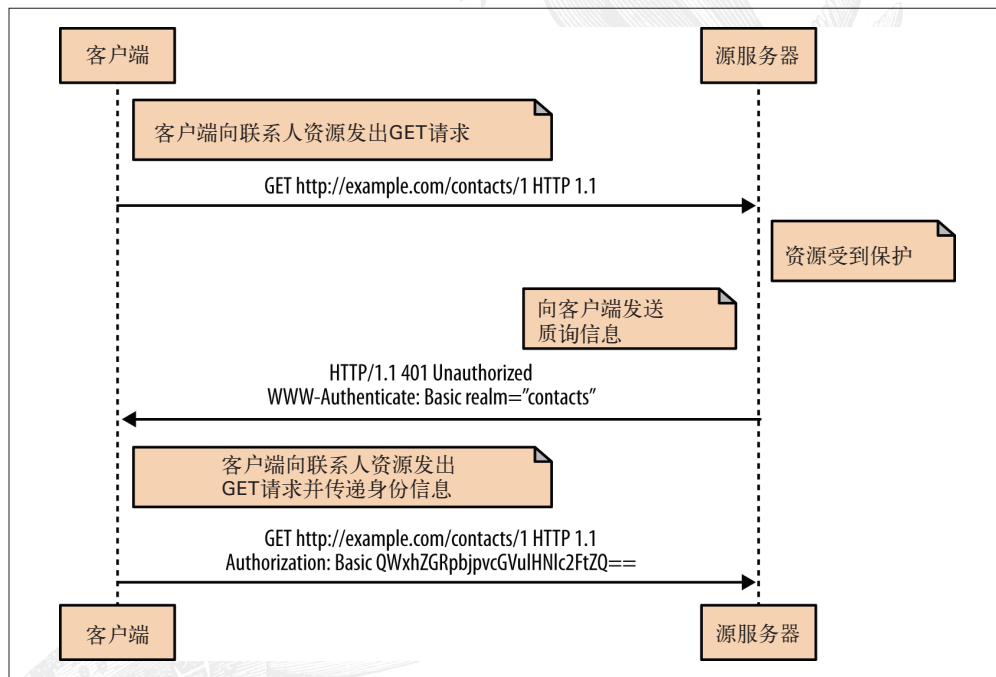 客户端
源服务器
客户端向联系人资源发出GET请求
GET http://example.com/contacts/1 HTTP 1.1
资源受到保护
向客户端发送
质询信息
HTTP/1.1 401 Unauthorized
WWW-Authenticate: Basic realm=”contacts”
客户端向联系人资源发出
GET请求并传递身份信息
GET http://example.com/contacts/1 HTTP 1.1
Authorization: Basic QWxhZGRpbjpvcGVulHNlc2FtZQ==
客户端
源服务器